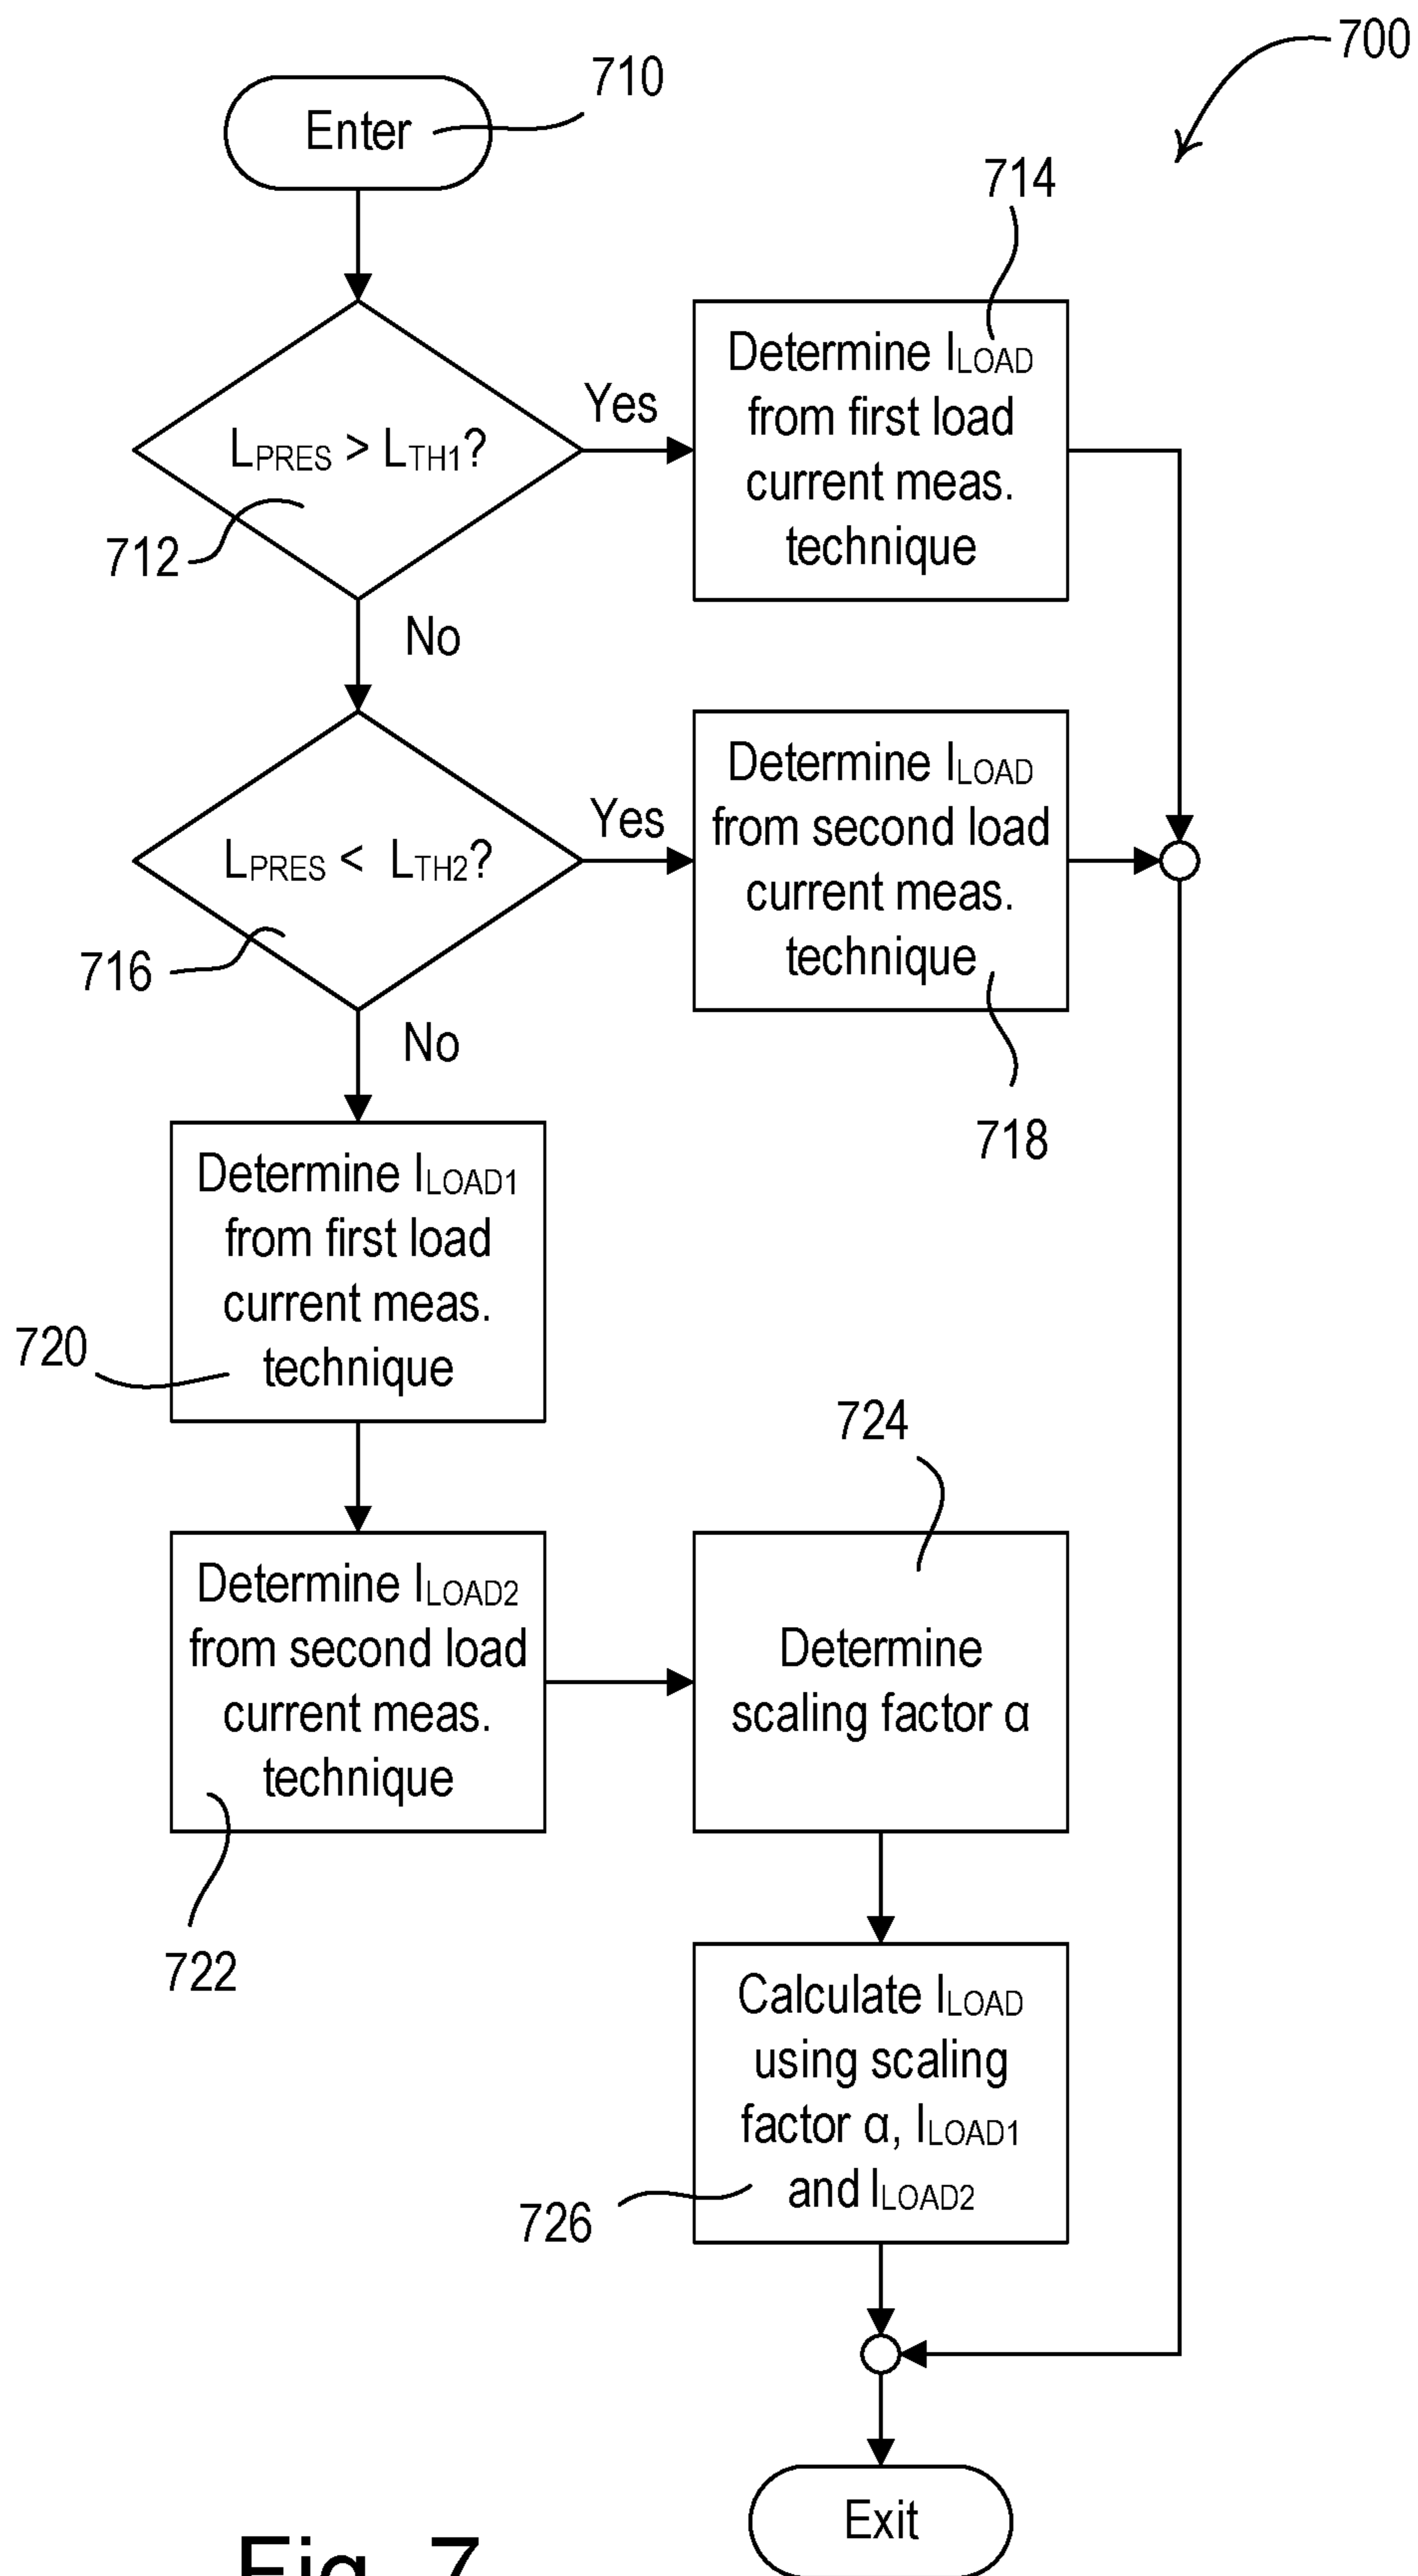 700
710
Enter
714
Determine ILOAD
from first load
current meas.
technique
Yes
LPRES > LTH1?
712
No
Determine ILOAD
from second load
current meas.
technique
Yes
LPRES < LTH2?
716
No
718
Determine ILOAD1
from first load
current meas.
technique
720
724
Determine ILOAD2
from second load
current meas.
technique
722
Determine
scaling factor α
Calculate ILOAD
using scaling
factor α, ILOAD1
and ILOAD2
726
Exit
Fig. 7